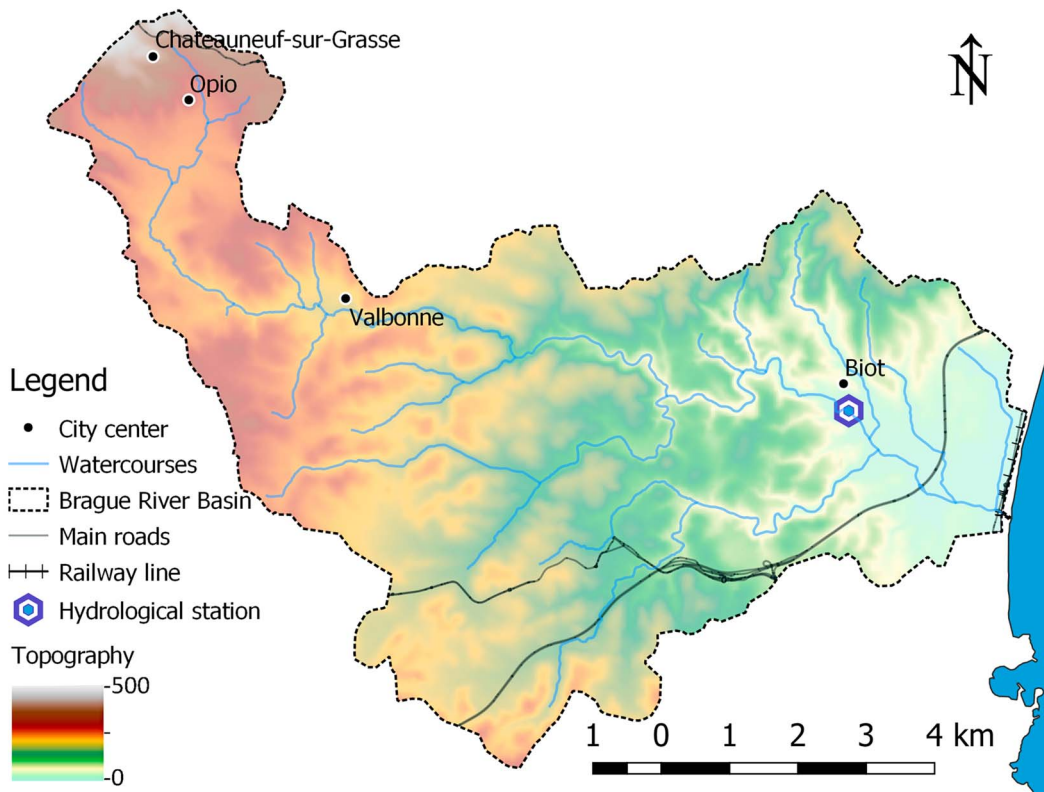 Chateauneuf-sur-Grasse
Opio
N
Valbonne
Biot
Legend
City center
Watercourses
Brague River Basin
Main roads
Railway line
Hydrological station
Topography
-500
-
-0
1 0 1 2 3 4 km